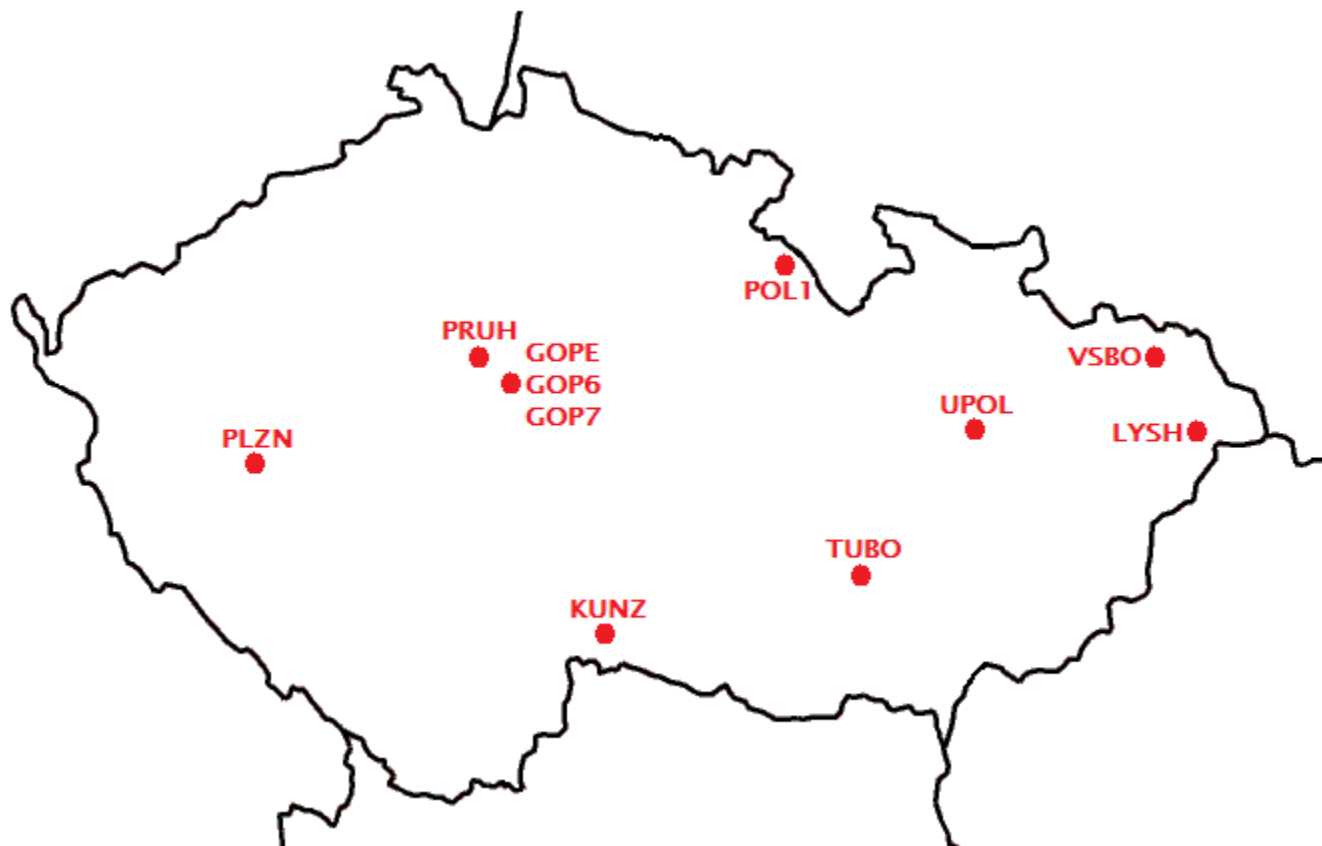 POL1
PRUH
GOPE
GOP6
GOP7
VSBO
UPOL
LYSH
PLZN
TUBO
KUNZ